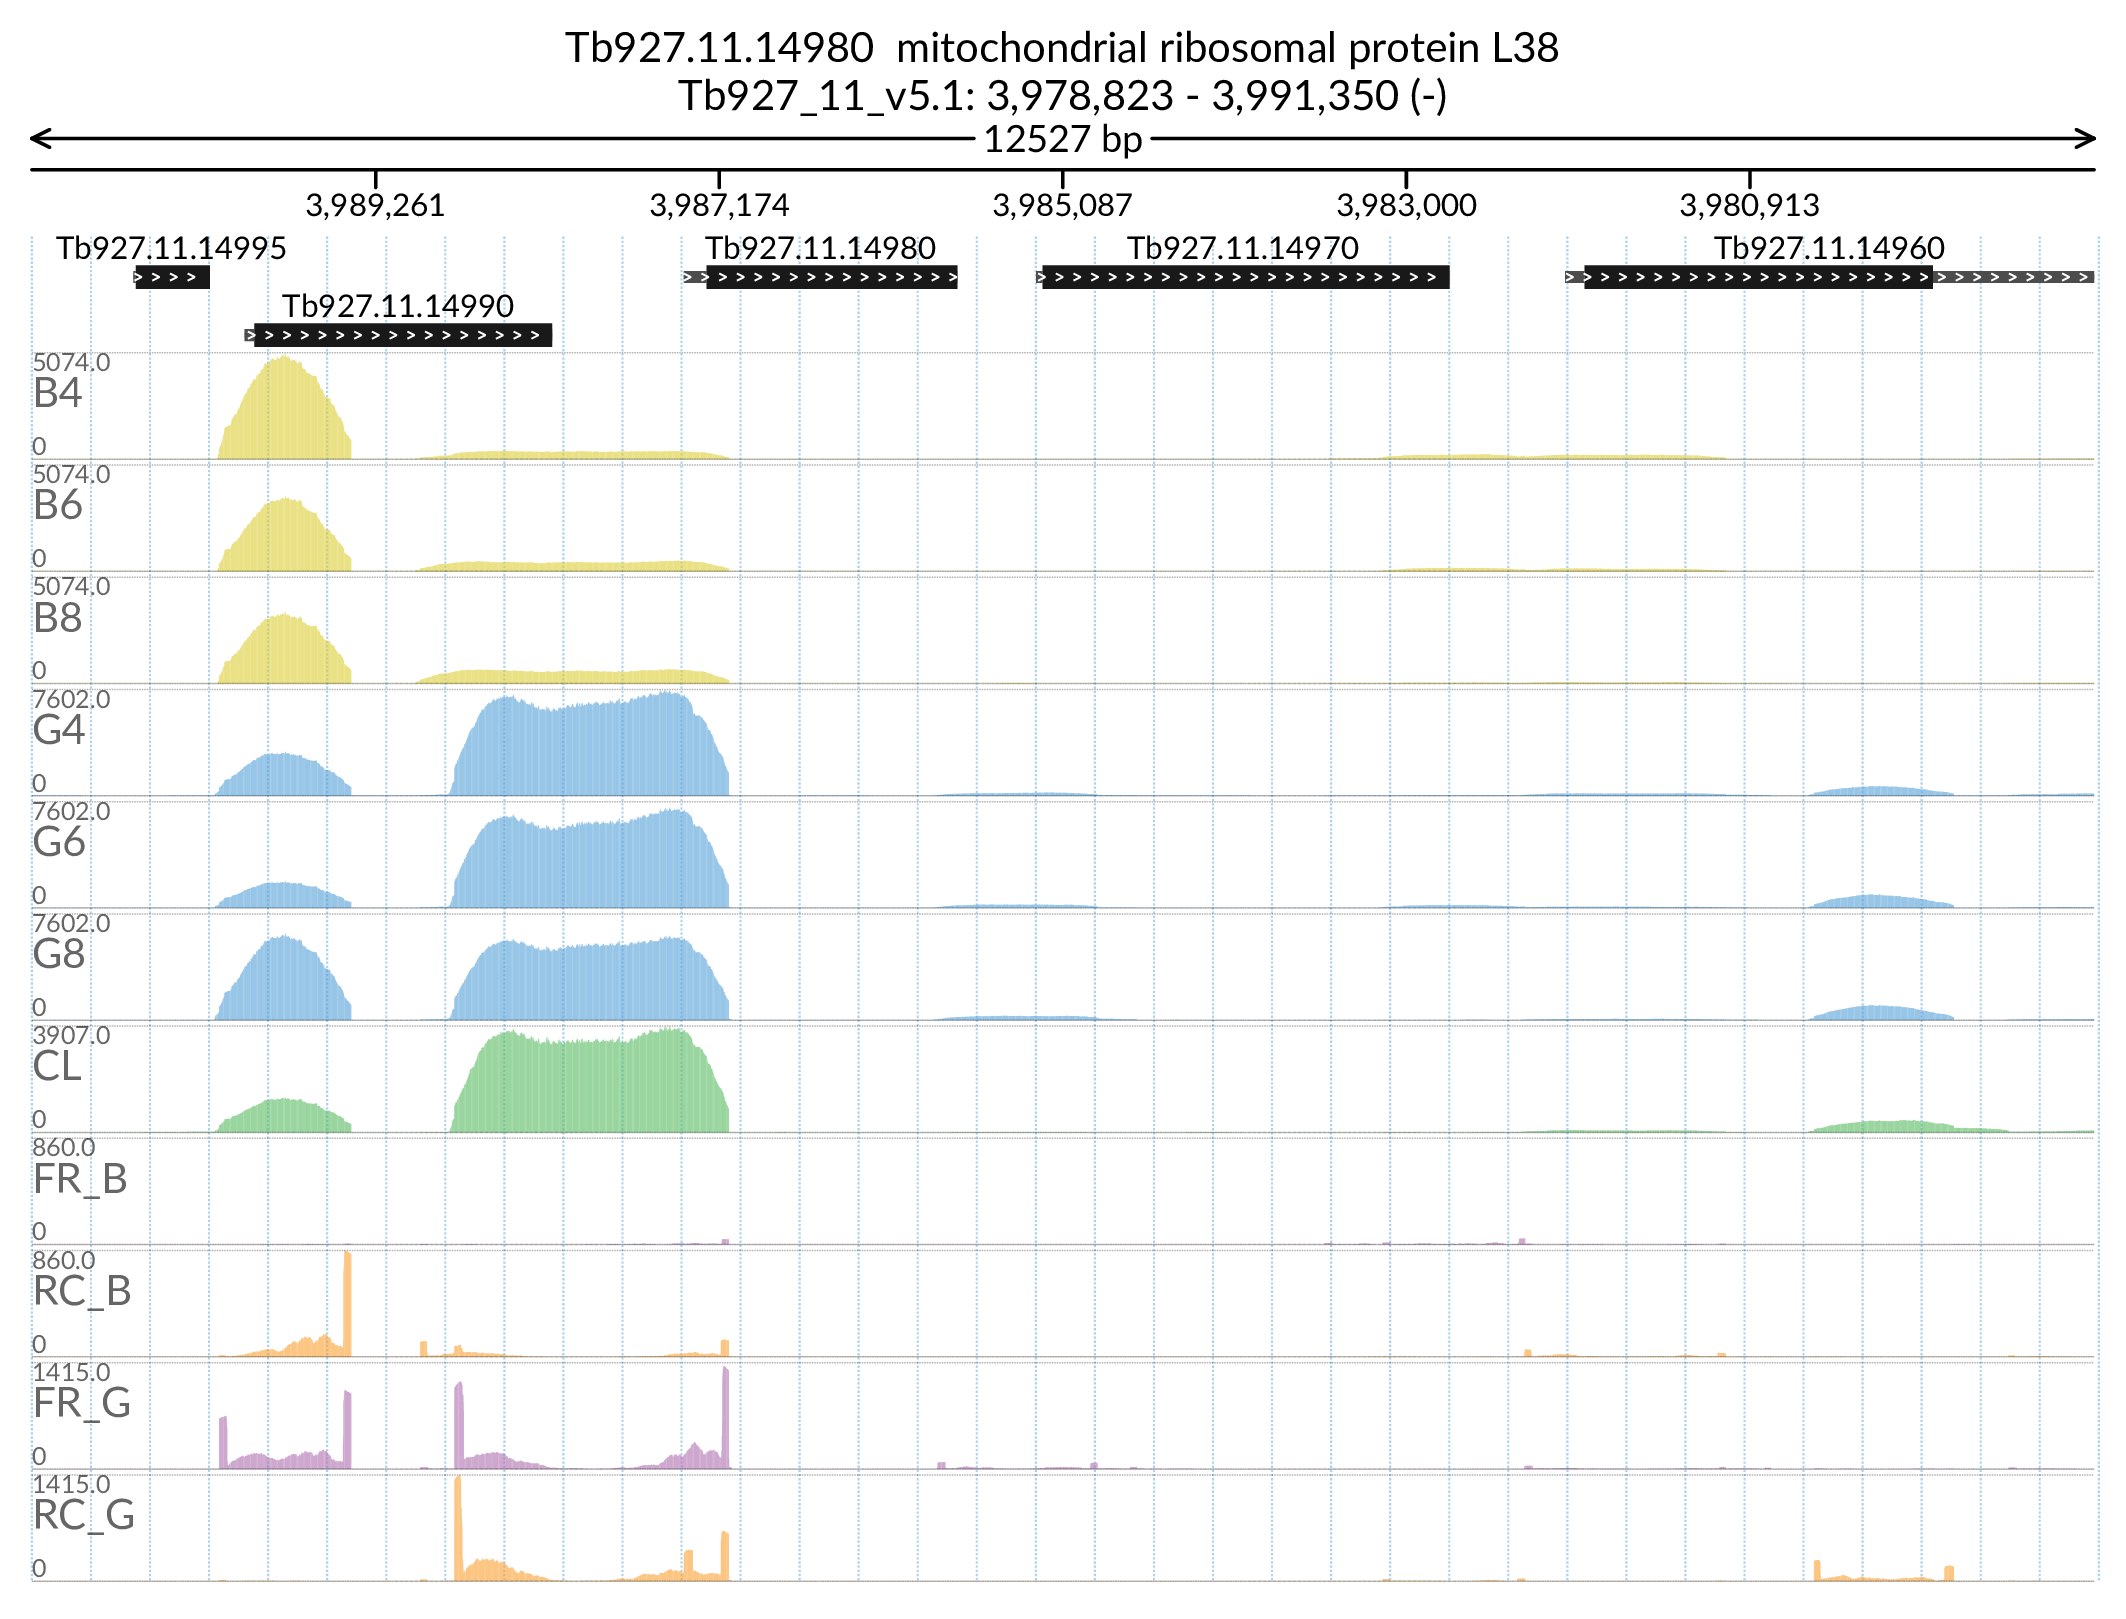 Tb927.11.14980  mitochondrial ribosomal protein L38
Tb927_11_v5.1: 3,978,823 - 3,991,350 (-)
12527 bp
3,989,261 3,987,174 3,985,087 3,983,000 3,980,913
Tb927.11.14995 Tb927.11.14980 Tb927.11.14970 Tb927.11.14960
Tb927.11.14990
5074.0
B4
0
5074.0
B6
0
5074.0
B8
0
7602.0
G4
0
7602.0
G6
0
7602.0
G8
0
3907.0
CL
0
860.0
FR_B
0
860.0
RC_B
0
1415.0
FR_G
0
1415.0
RC_G
0